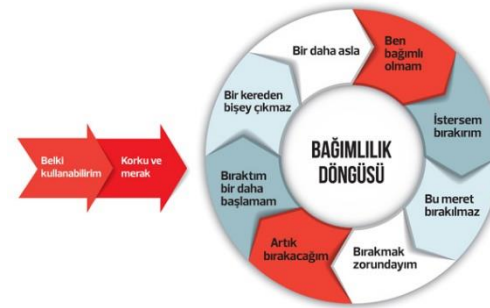 Belki
kullanabilirim
Korku ve
merak
Bir daha asla
Ben
bağımlı
olmam
İstersem
bırakırım
Bu meret
bırakılmaz
Bırakmak
zorundayım
Artık
bırakacağım
Bıraktım
bir daha
başlamam
Bir kereden
bişey çıkmaz
BAĞIMLILIK
DÖNGÜSÜ